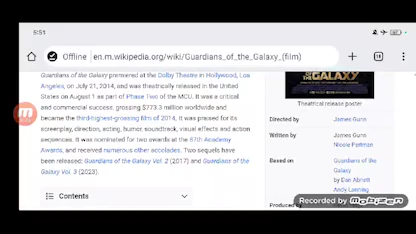 5:51
Offline en.m.wikipedia.org/wiki/Guardians_of_the_Galaxy_(film)
Guardians of the Galaxy premiered at the Dolby Theatre in Hollywood, Los
Angeles, on July 21, 2014, and was theatrically released in the United
States on August 1 as part of Phase Two of the MCU. It was a critical
and commercial success, grossing $773.3 million worldwide and
became the third-highest-grossing film of 2014. It was praised for its
screenplay, direction, acting, humor, soundtrack, visual effects and action
sequences. It was nominated for two awards at the 87th Academy
Awards, and received numerous other accolades. Two sequels have
been released: Guardians of the Galaxy Vol. 2 (2017) and Guardians of the
Galaxy Vol. 3 (2023).
Contents
GALAXY
Theatrical release poster
Directed by James Gunn
Written by James Gunn
Nicole Perlman
Based on Guardians of the
Galaxy
by Dan Abnett
Andy Lanning
Produced by
Recorded by MOBIZEN